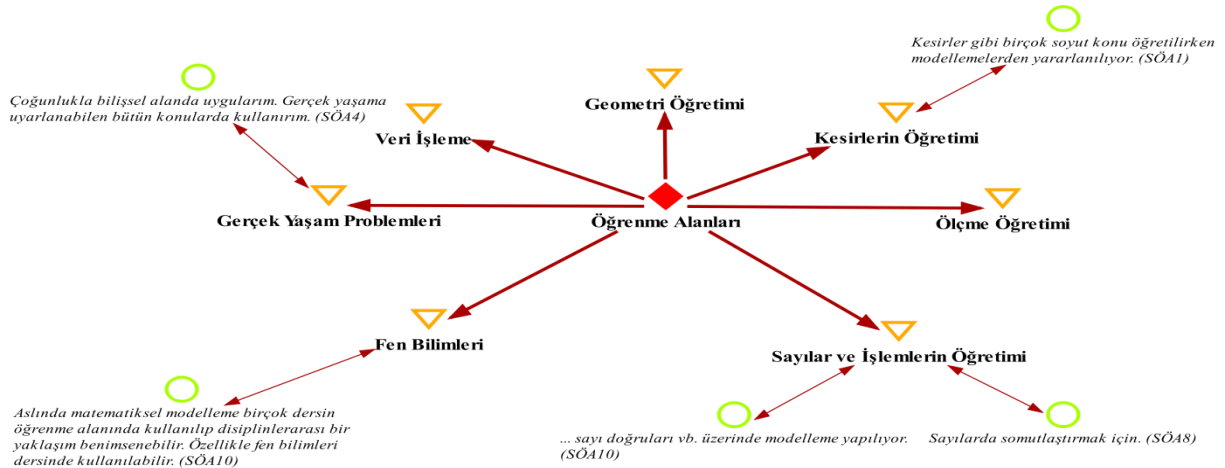 Kesirler gibi birçok soyut konu öğretilirken
modellemelerden yararlanılıyor. (SÖA1)
Çoğunlukla bilişsel alanda uygularım. Gerçek yaşama
uyarlanabilen bütün konularda kullanırım. (SÖA4)
Geometri Öğretimi
Veri İşleme
Kesirlerin Öğretimi
Gerçek Yaşam Problemleri
Öğrenme Alanları
Ölçme Öğretimi
Fen Bilimleri
Sayılar ve İşlemlerin Öğretimi
Aslında matematiksel modelleme birçok dersin
öğrenme alanında kullanılıp disiplinlerarası bir
yaklaşım benimsenebilir. Özellikle fen bilimleri
dersinde kullanılabilir. (SÖA10)
... sayı doğruları vb. üzerinde modelleme yapılıyor.
(SÖA10)
Sayılarda somutlaştırmak için. (SÖA8)